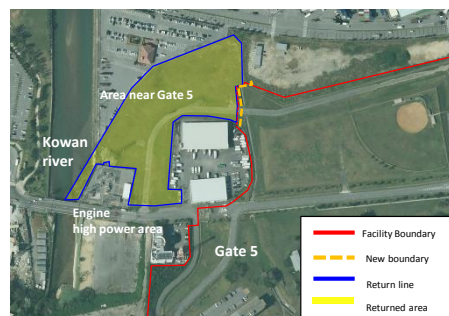 Area near Gate 5
Kowan
river
Engine
high power area
Gate 5
Facility Boundary
New boundary
Return line
Returned area